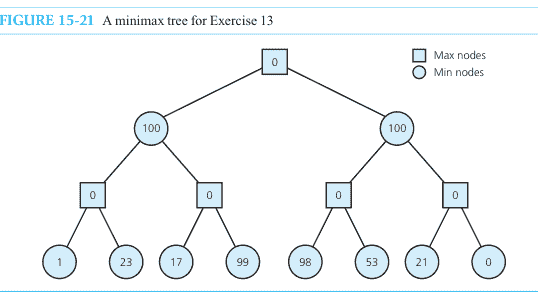 FIGURE 15-21 A minimax tree for Exercise 13
0
Max nodes
Min nodes
100 100
0 0 0 0
1 23 17 99 98 53 21 0